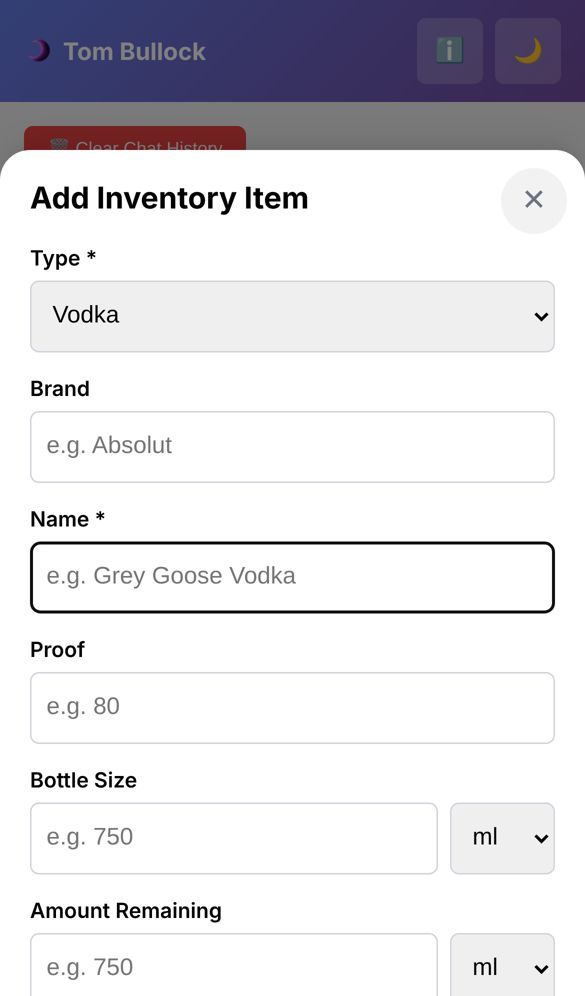 Tom Bullock
Clear Chat History
Add Inventory Item
Type *
Vodka
Brand
e.g. Absolut
Name *
e.g. Grey Goose Vodka
Proof
e.g. 80
Bottle Size
e.g. 750
ml
Amount Remaining
e.g. 750
ml